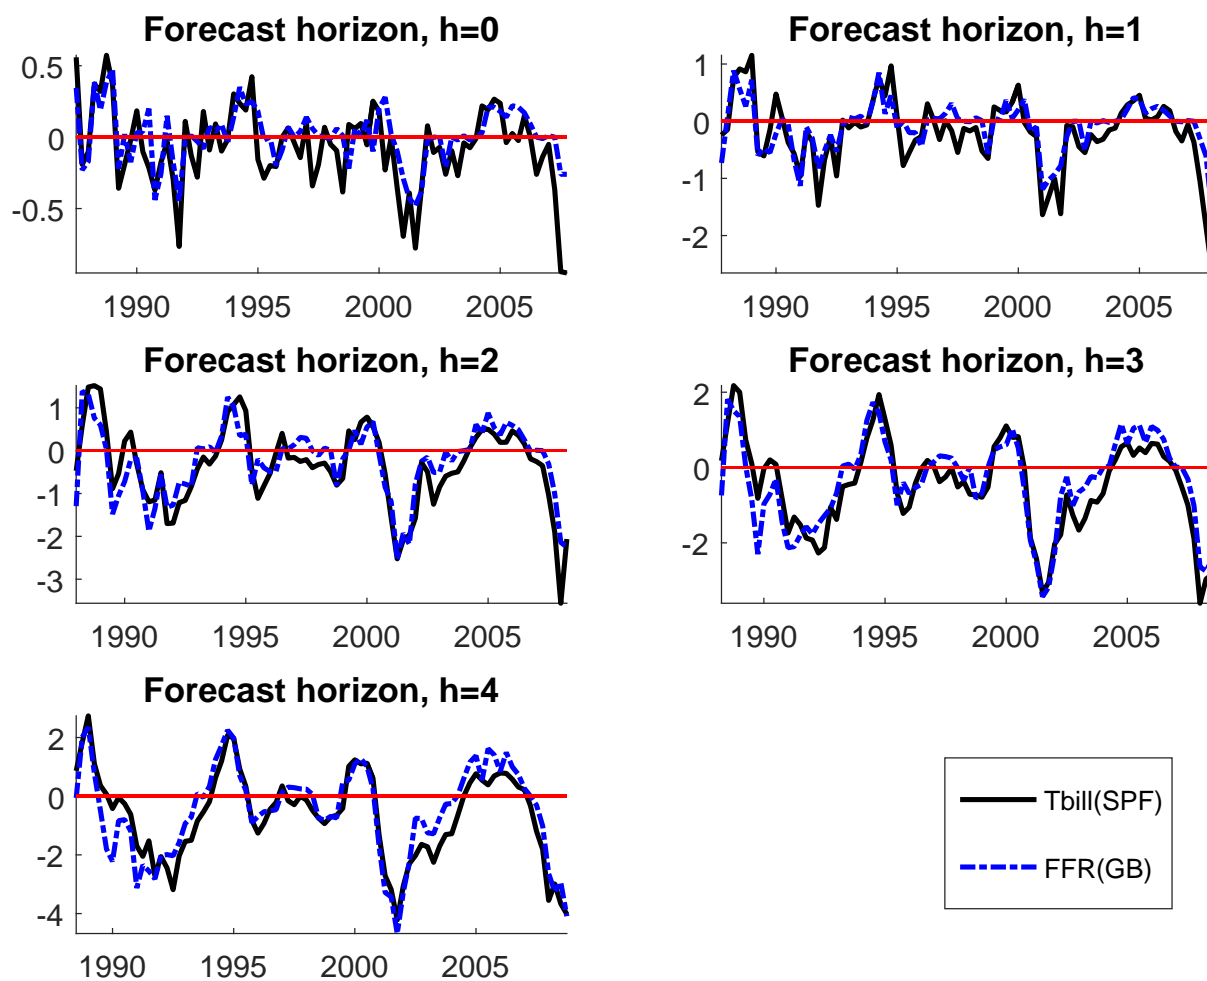 Forecast horizon, h=0
0.5
0
-0.5
1990 1995 2000 2005
Forecast horizon, h=1
1
0
-1
-2
1990 1995 2000 2005
Forecast horizon, h=2
1
0
-1
-2
-3
1990 1995 2000 2005
Forecast horizon, h=3
2
0
-2
1990 1995 2000 2005
Forecast horizon, h=4
2
0
-2
-4
1990 1995 2000 2005
Tbill(SPF)
FFR(GB)